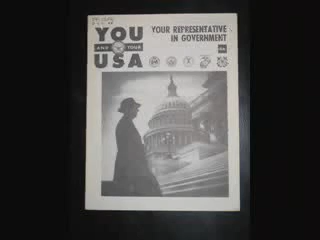 YOU
AND YOUR
USA
YOUR REPRESENTATIVE
IN GOVERNMENT